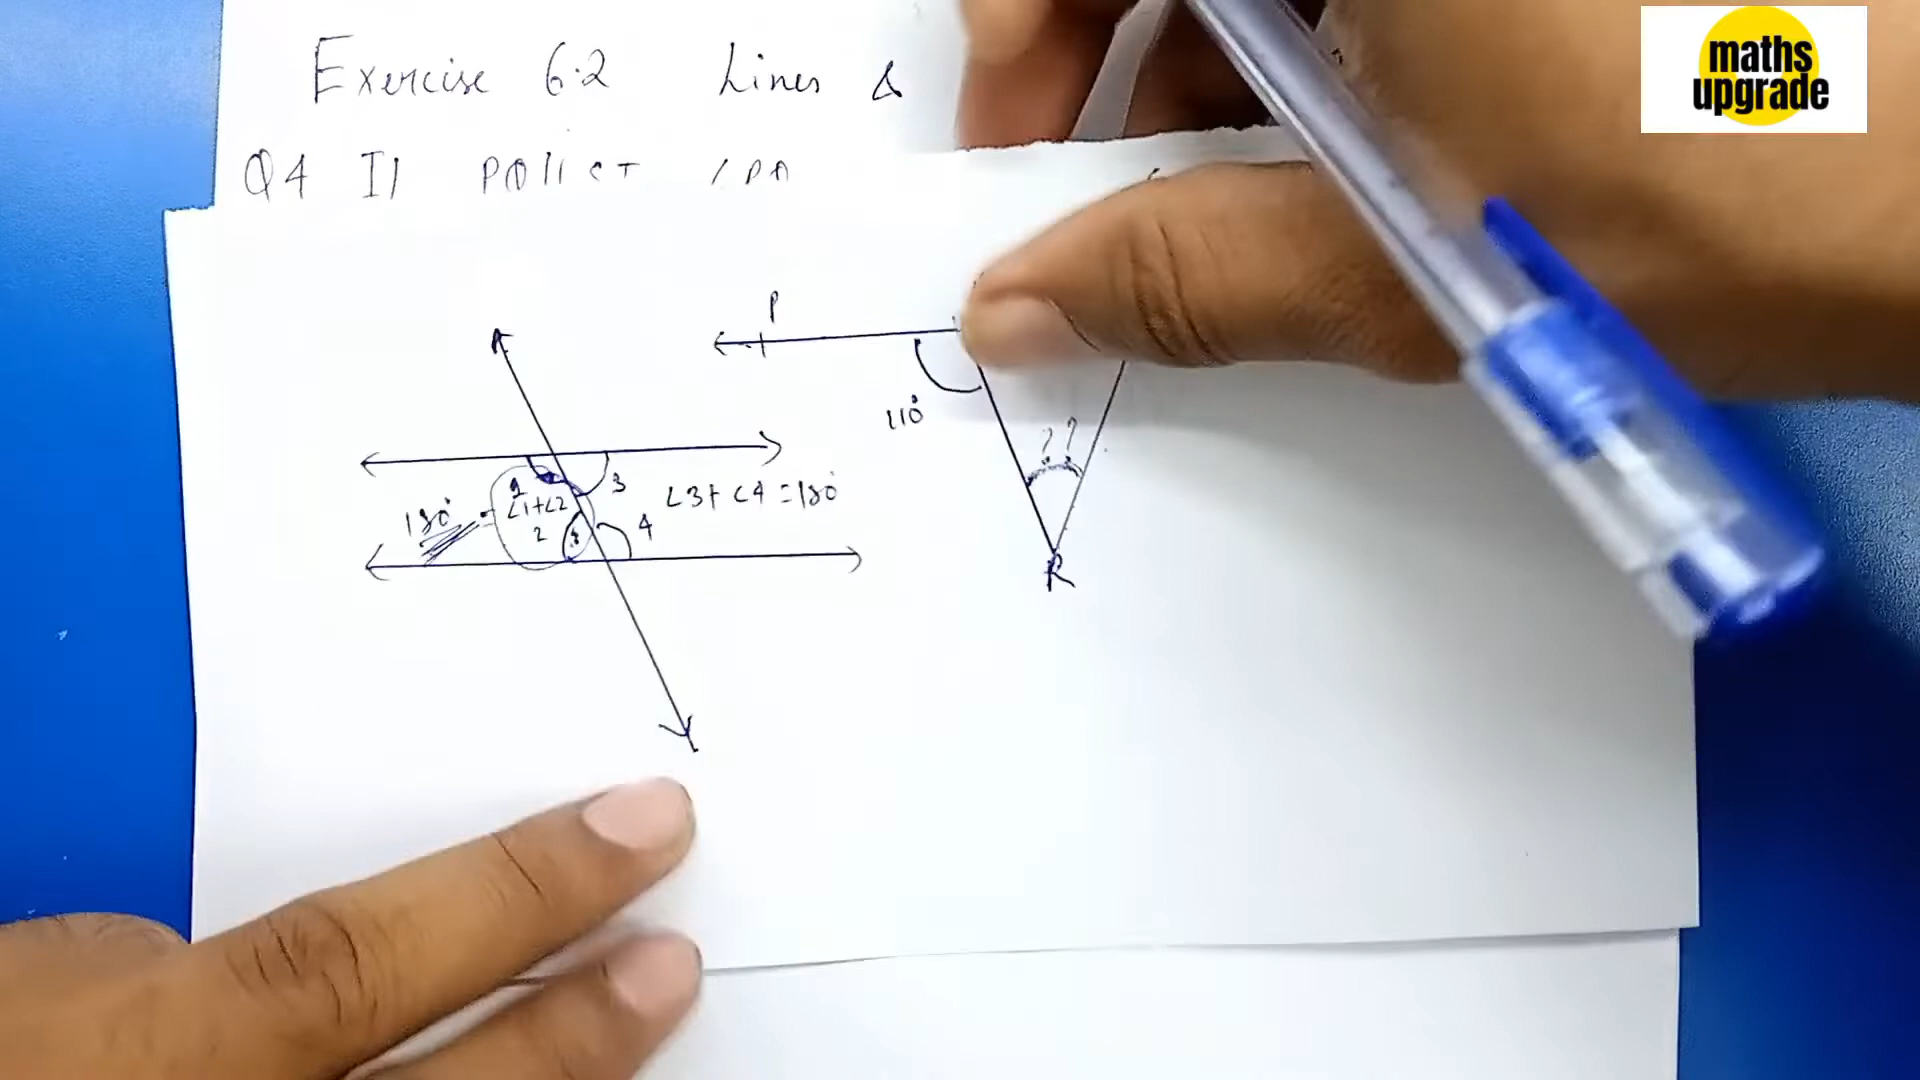 maths
upgrade
Exercise 6.2 Lines &
Q4 If PQ || ST
P
110°
? ?
R
1
3
∠1+∠2
∠3+ ∠4 = 180°
180°
2
4